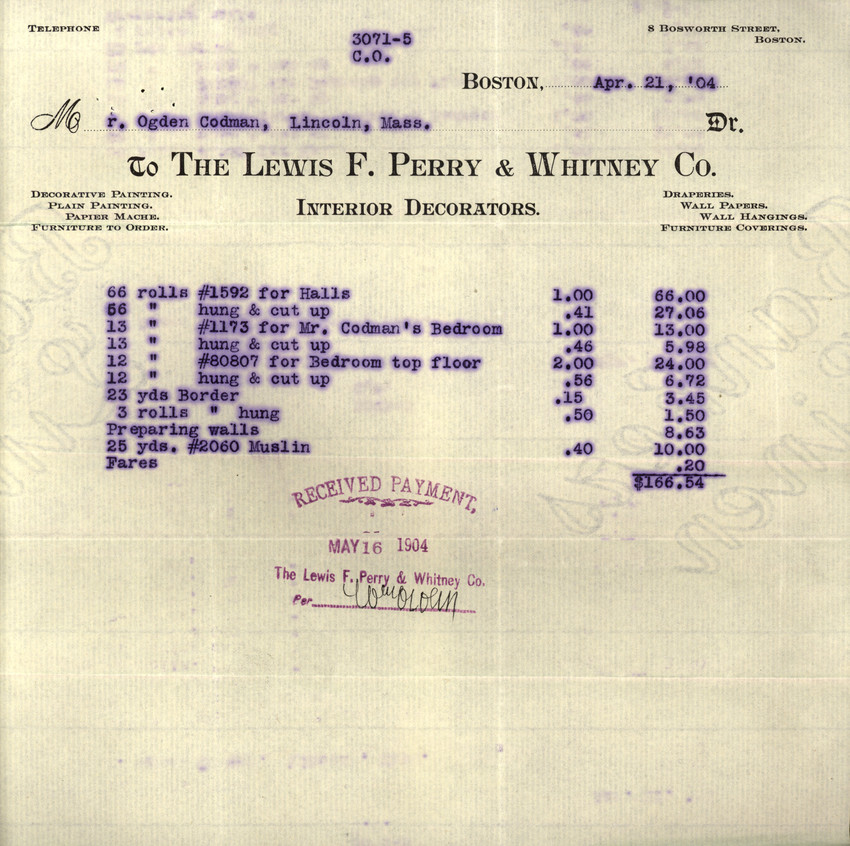 TELEPHONE
3071-5
C.O.
8 BOSWORTH STREET,
BOSTON.
BOSTON, Apr. 21, '04
Mr. Ogden Codman, Lincoln, Mass. Dr.
To THE LEWIS F. PERRY & WHITNEY CO.
INTERIOR DECORATORS.
DECORATIVE PAINTING.
PLAIN PAINTING.
PAPIER MACHE.
FURNITURE TO ORDER.
DRAPERIES.
WALL PAPERS.
WALL HANGINGS.
FURNITURE COVERINGS.
66 rolls #1592 for Halls 1.00 66.00
66 " hung & cut up .41 27.06
13 " #1173 for Mr. Codman's Bedroom 1.00 13.00
13 " hung & cut up .46 5.98
12 " #80807 for Bedroom top floor 2.00 24.00
12 " hung & cut up .56 6.72
23 yds Border .15 3.45
3 rolls " hung .50 1.50
Preparing walls 8.63
25 yds. #2060 Muslin .40 10.00
Fares .20
$166.54
RECEIVED PAYMENT,
MAY 16 1904
The Lewis F. Perry & Whitney Co.
Per